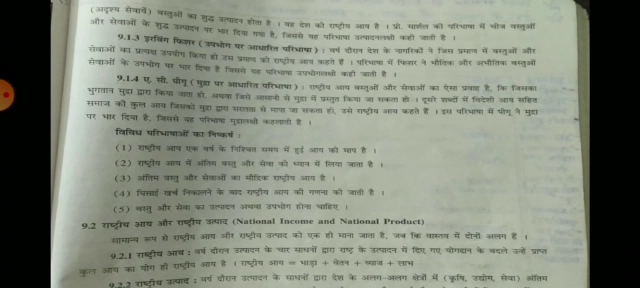 (अदृश्य सेवायें) वस्तुओं का शुद्ध उत्पादन होता है । वह देश की राष्ट्रीय आय है । प्रो. मार्शल की परिभाषा में चीज वस्तुओं
और सेवाओं के शुद्ध उत्पादन पर भार दिया गया है, जिससे यह परिभाषा उत्पादनलक्षी कही जाती है ।
9.1.3 इरविंग फिशर (उपभोग पर आधारित परिभाषा) : वर्ष दौरान देश के नागरिकों ने जिस प्रमाण में वस्तुओं और
सेवाओं का प्रत्यक्ष उपयोग किया हो उस प्रमाण को राष्ट्रीय आय कहते हैं । परिभाषा में फिशर ने भौतिक और अभौतिक वस्तुओं
सेवाओं के उपभोग पर भार दिया है जिससे यह परिभाषा उपभोगलक्षी कही जाती है ।
9.1.4 ए. सी. पीगू (मुद्रा पर आधारित परिभाषा) : राष्ट्रीय आय वस्तुओं और सेवाओं का ऐसा प्रवाह है, कि जिसका
भुगतान मुद्रा द्वारा किया जाता हो, अथवा जिसे आसानी से मुद्रा में प्रस्तुत किया जा सकता हो । दूसरे शब्दों में विदेशी आय सहित
समाज की कुल आय जिसको मुद्रा द्वारा सरलता से मापा जा सकता हो, उसे राष्ट्रीय आय कहते हैं । इस परिभाषा में पीगू ने मुद्रा
पर भार दिया है, जिससे यह परिभाषा मुद्रालक्षी कहलाती है ।
विविध परिभाषाओं का निष्कर्ष :
(1) राष्ट्रीय आय एक वर्ष के निश्चित समय में हुई आय की माप है ।
(2) राष्ट्रीय आय में अंतिम वस्तु और सेवा को ध्यान में लिया जाता है ।
(3) अंतिम वस्तु और सेवाओं का मौद्रिक राष्ट्रीय आय है ।
(4) घिसाई खर्च निकालने के बाद राष्ट्रीय आय की गणना की जाती है ।
(5) वस्तु और सेवा का उत्पादन अथवा उपभोग होना चाहिए ।
9.2 राष्ट्रीय आय और राष्ट्रीय उत्पाद (National Income and National Product)
सामान्य रूप से राष्ट्रीय आय और राष्ट्रीय उत्पाद को एक ही माना जाता है, जब कि वास्तव में दोनों अलग हैं ।
9.2.1 राष्ट्रीय आय : वर्ष दौरान उत्पादन के चार साधनों द्वारा राष्ट्र के उत्पादन में दिए गए योगदान के बदले उन्हें प्राप्त
कुल आय का योग ही राष्ट्रीय आय है । राष्ट्रीय आय = भाड़ा + वेतन + ब्याज + लाभ
9.2.2 राष्ट्रीय उत्पाद : वर्ष दौरान उत्पादन के साधनों द्वारा देश के अलग-अलग क्षेत्रों में (कृषि, उद्योग, सेवा) अंतिम